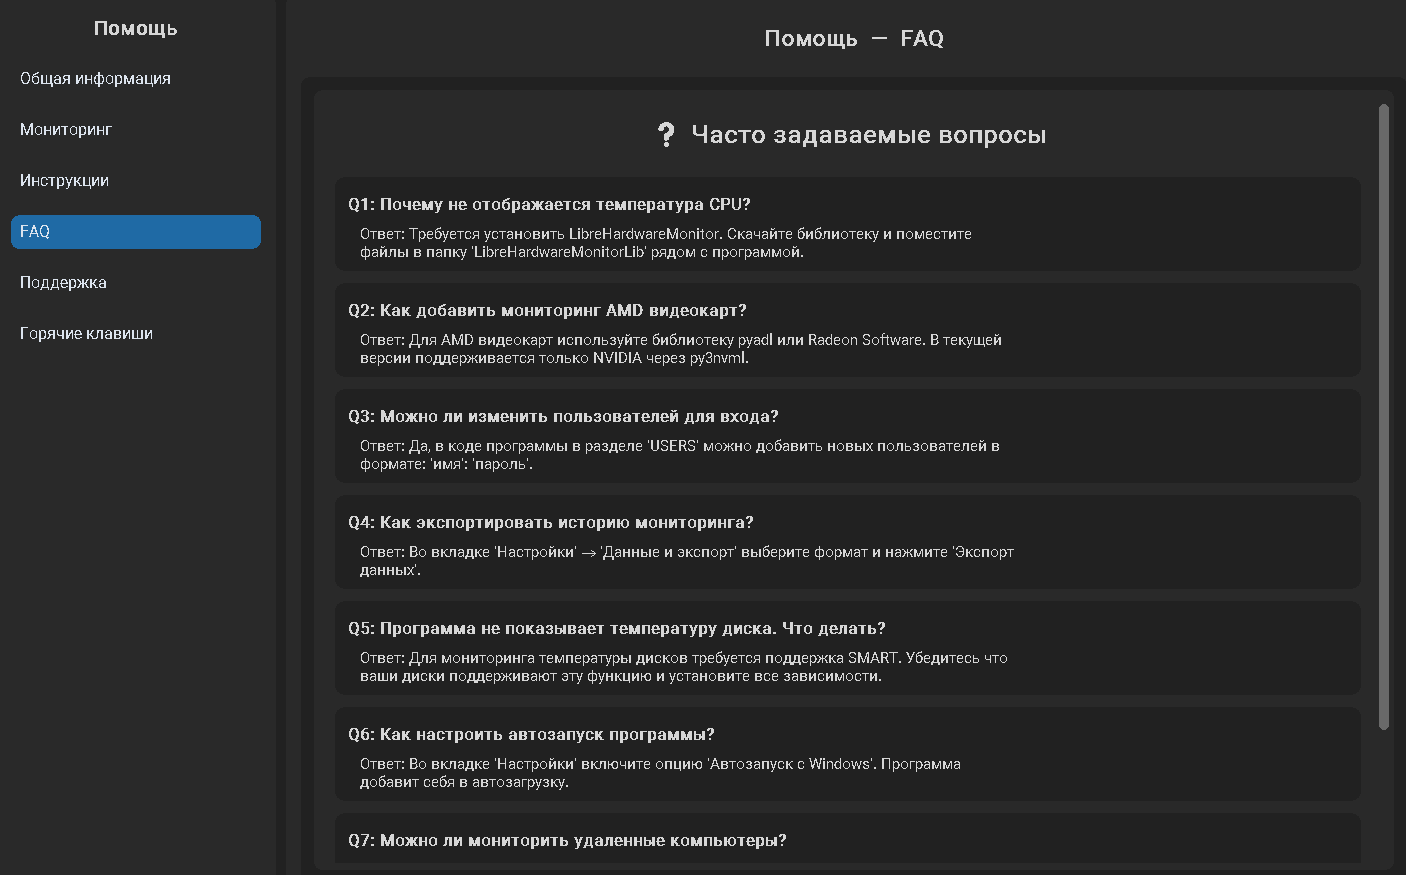 Помощь
Общая информация
Мониторинг
Инструкции
FAQ
Поддержка
Горячие клавиши
Помощь — FAQ
? Часто задаваемые вопросы
Q1: Почему не отображается температура CPU?
Ответ: Требуется установить LibreHardwareMonitor. Скачайте библиотеку и поместите
файлы в папку 'LibreHardwareMonitorLib' рядом с программой.
Q2: Как добавить мониторинг AMD видеокарт?
Ответ: Для AMD видеокарт используйте библиотеку pyadl или Radeon Software. В текущей
версии поддерживается только NVIDIA через py3nvml.
Q3: Можно ли изменить пользователей для входа?
Ответ: Да, в коде программы в разделе 'USERS' можно добавить новых пользователей в
формате: 'имя': 'пароль'.
Q4: Как экспортировать историю мониторинга?
Ответ: Во вкладке 'Настройки' → 'Данные и экспорт' выберите формат и нажмите 'Экспорт
данных'.
Q5: Программа не показывает температуру диска. Что делать?
Ответ: Для мониторинга температуры дисков требуется поддержка SMART. Убедитесь что
ваши диски поддерживают эту функцию и установите все зависимости.
Q6: Как настроить автозапуск программы?
Ответ: Во вкладке 'Настройки' включите опцию 'Автозапуск с Windows'. Программа
добавит себя в автозагрузку.
Q7: Можно ли мониторить удаленные компьютеры?